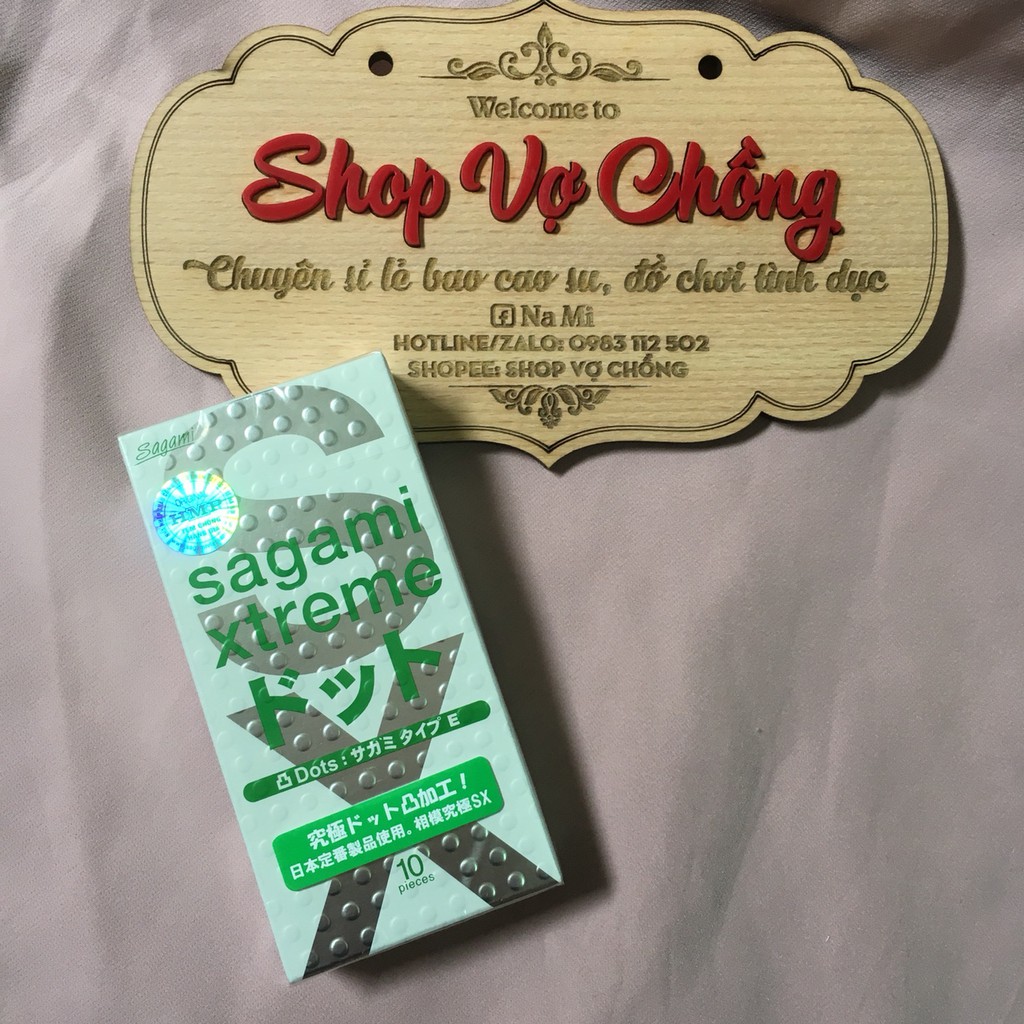 Welcome to
Shop Vợ Chồng
Chuyên sỉ lẻ bao cao su, đồ chơi tình dục
Na Mi
HOTLINE/ZALO: 0983 112 502
SHOPEE: SHOP VỢ CHỒNG
Sagami
HMP
sagami
xtreme
ドット
凸Dots:サガミ タイプ E
究極ドット凸加工!
日本定番製品使用。相模究極SX
10
pieces